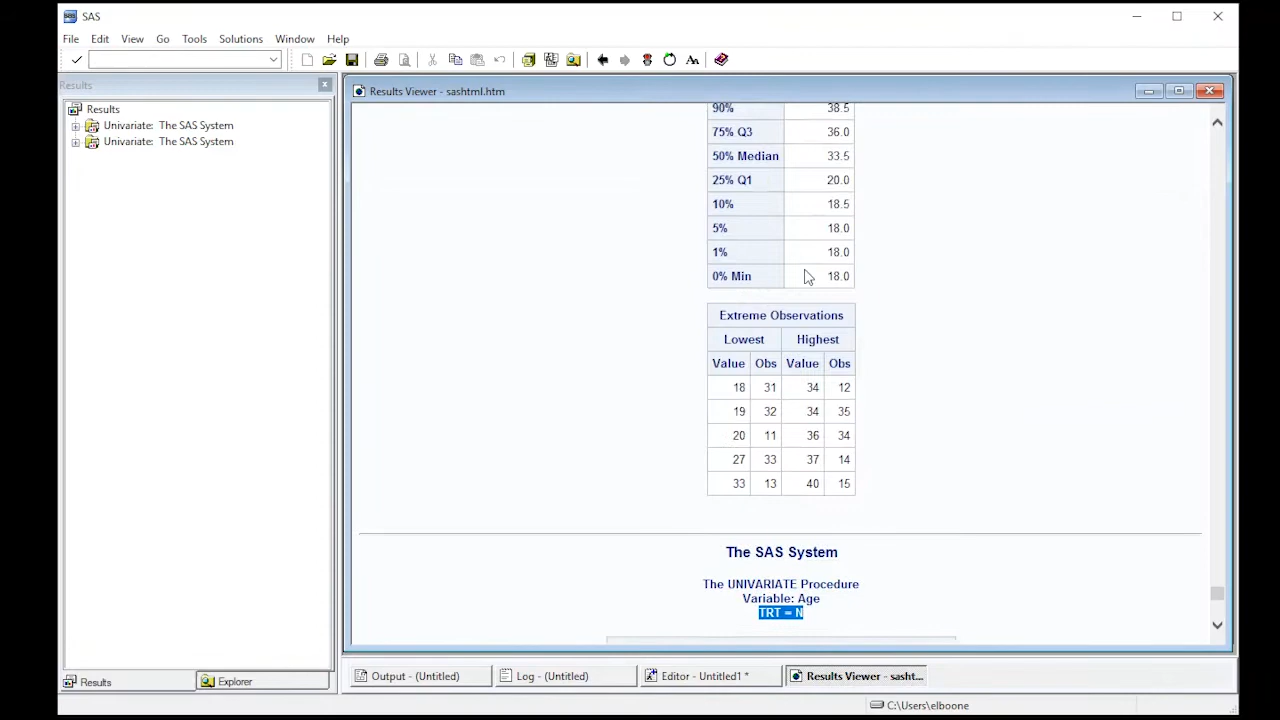 SAS
File Edit View Go Tools Solutions Window Help
Results
Results
Univariate: The SAS System
Univariate: The SAS System
Results Explorer
Results Viewer - sashtml.htm
90% 38.5
75% Q3 36.0
50% Median 33.5
25% Q1 20.0
10% 18.5
5% 18.0
1% 18.0
0% Min 18.0
Extreme Observations
Lowest Highest
Value Obs Value Obs
18 31 34 12
19 32 34 35
20 11 36 34
27 33 37 14
33 13 40 15
The SAS System
The UNIVARIATE Procedure
Variable: Age
TRT = N
Output - (Untitled) Log - (Untitled) Editor - Untitled1 * Results Viewer - sasht...
C:\Users\elboone